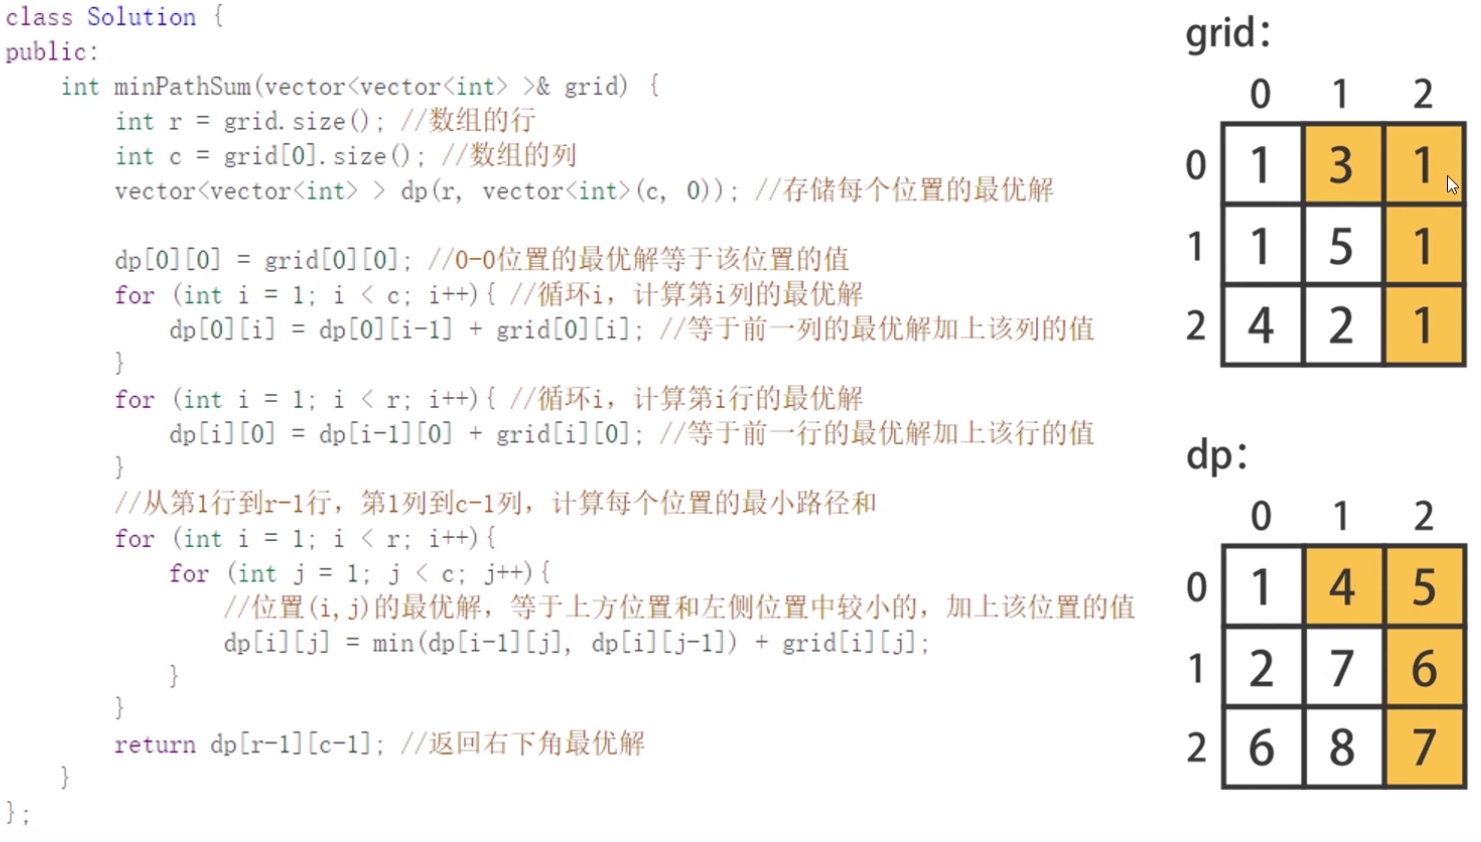 class Solution {
public:
    int minPathSum(vector<vector<int> >& grid) {
        int r = grid.size(); //数组的行
        int c = grid[0].size(); //数组的列
        vector<vector<int> > dp(r, vector<int>(c, 0)); //存储每个位置的最优解
        dp[0][0] = grid[0][0]; //0-0位置的最优解等于该位置的值
        for (int i = 1; i < c; i++){ //循环i，计算第i列的最优解
            dp[0][i] = dp[0][i-1] + grid[0][i]; //等于前一列的最优解加上该列的值
        }
        for (int i = 1; i < r; i++){ //循环i，计算第i行的最优解
            dp[i][0] = dp[i-1][0] + grid[i][0]; //等于前一行的最优解加上该行的值
        }
        //从第1行到r-1行，第1列到c-1列，计算每个位置的最小路径和
        for (int i = 1; i < r; i++){
            for (int j = 1; j < c; j++){
                //位置(i,j)的最优解，等于上方位置和左侧位置中较小的，加上该位置的值
                dp[i][j] = min(dp[i-1][j], dp[i][j-1]) + grid[i][j];
            }
        }
        return dp[r-1][c-1]; //返回右下角最优解
    }
};
grid:
0 1 2
0 1 3 1
1 1 5 1
2 4 2 1
dp:
0 1 2
0 1 4 5
1 2 7 6
2 6 8 7